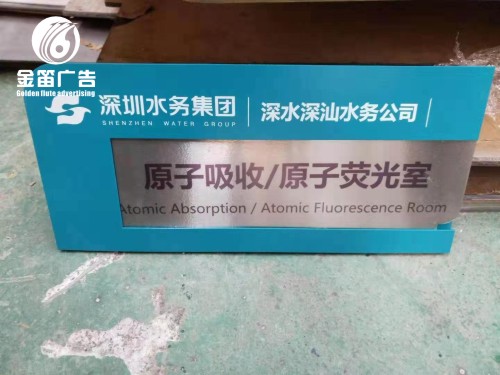 金笛广告
Golden flute advertising
深圳水务集团 | 深水深汕水务公司
SHENZHEN WATER GROUP
原子吸收/原子荧光室
Atomic Absorption / Atomic Fluorescence Room